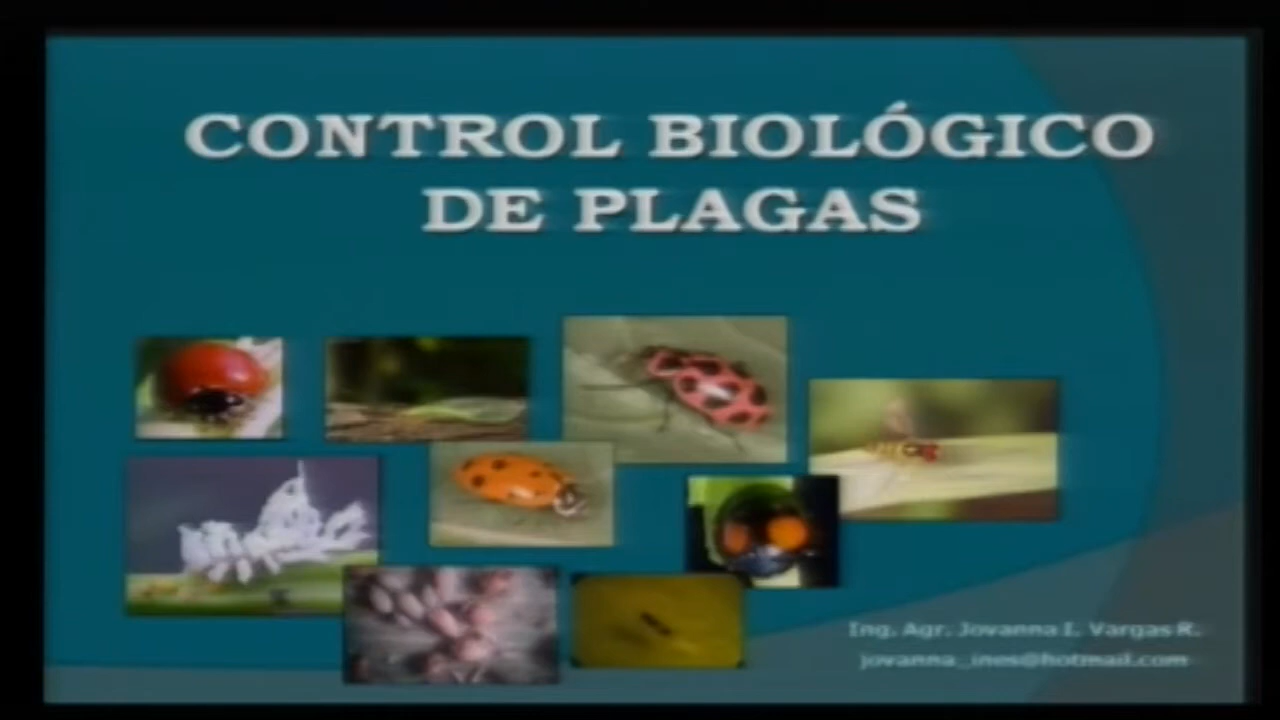 CONTROL BIOLÓGICO
DE PLAGAS
Ing. Agr. Jovanna I. Vargas R.
jovanna_ines@hotmail.com